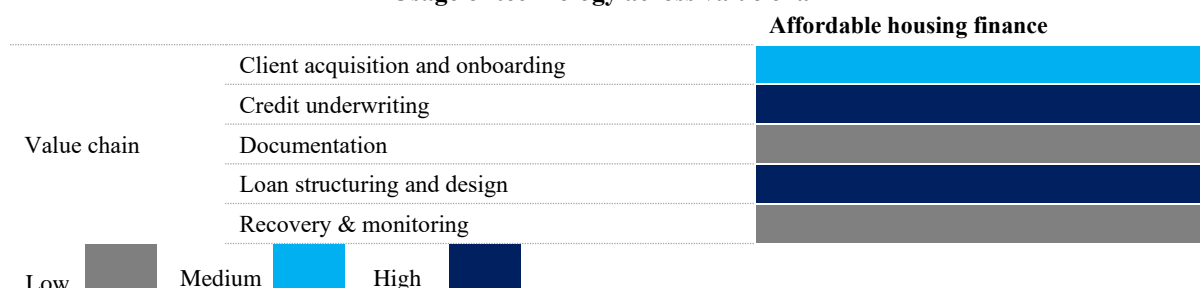 Affordable housing finance
Client acquisition and onboarding
Credit underwriting
Value chain Documentation
Loan structuring and design
Recovery & monitoring
Low Medium High